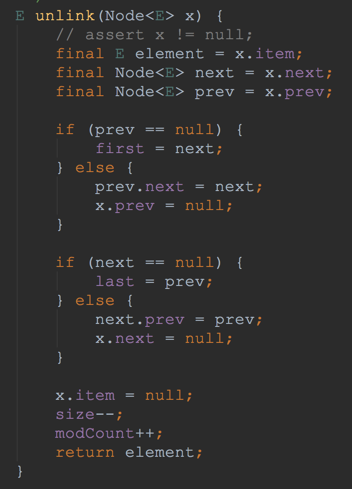 E unlink(Node<E> x) {
    // assert x != null;
    final E element = x.item;
    final Node<E> next = x.next;
    final Node<E> prev = x.prev;

    if (prev == null) {
        first = next;
    } else {
        prev.next = next;
        x.prev = null;
    }

    if (next == null) {
        last = prev;
    } else {
        next.prev = prev;
        x.next = null;
    }

    x.item = null;
    size--;
    modCount++;
    return element;
}